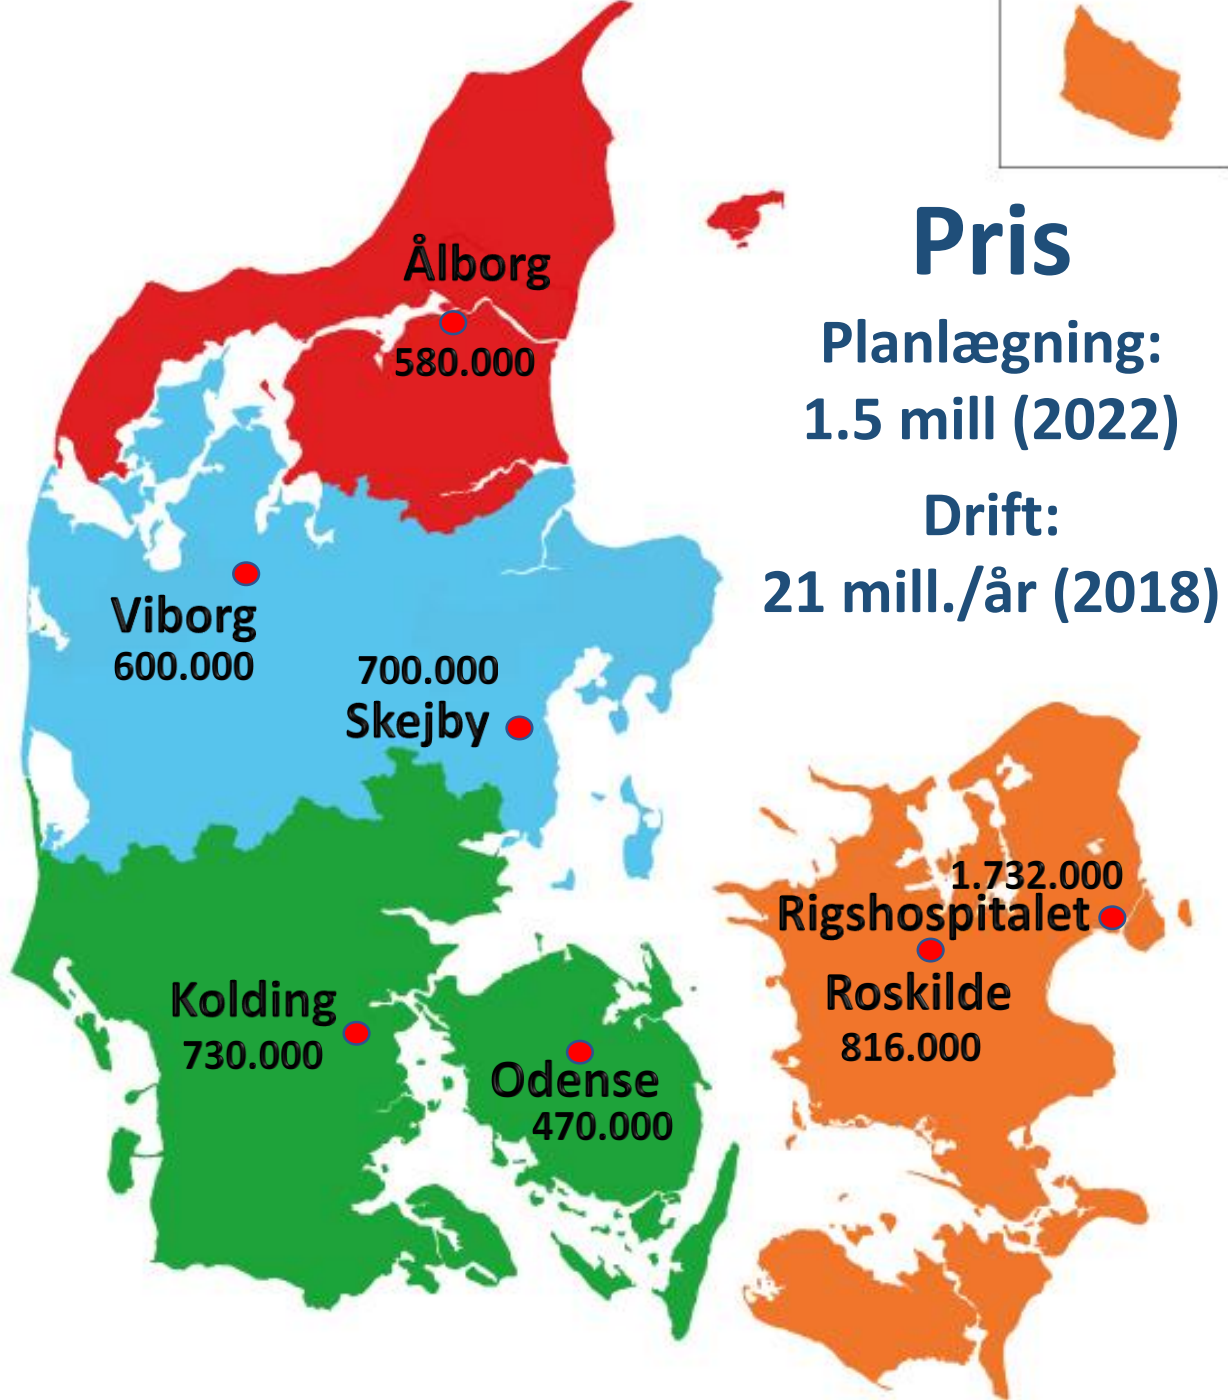 Pris
Planlægning:
1.5 mill (2022)
Drift:
21 mill./år (2018)
Ålborg
580.000
Viborg
600.000
700.000
Skejby
1.732.000
Rigshospitalet
Roskilde
816.000
Kolding
730.000
Odense
470.000